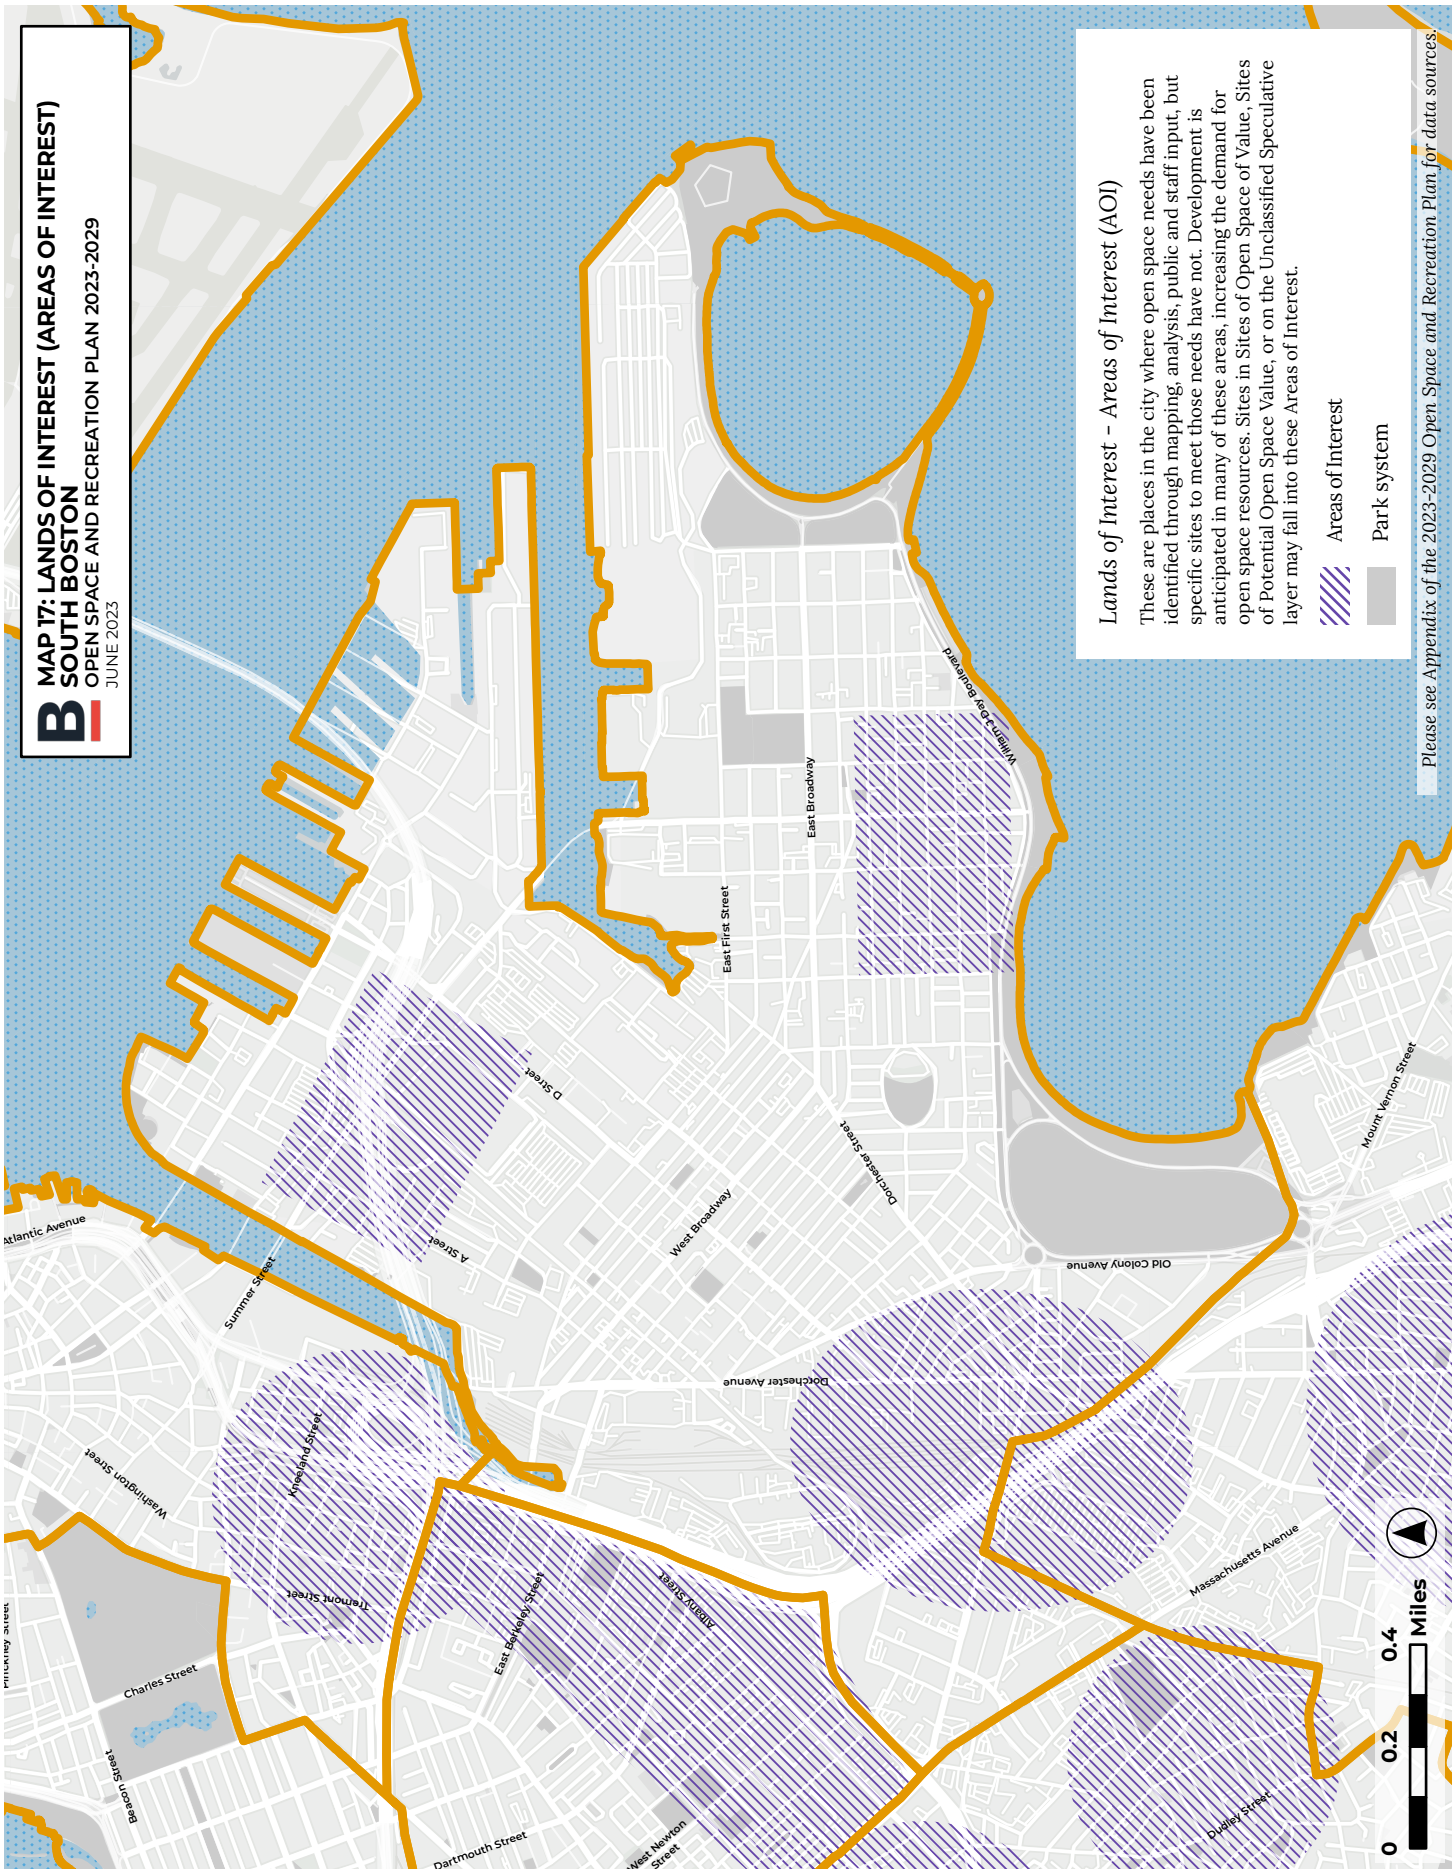 B
MAP 17: LANDS OF INTEREST (AREAS OF INTEREST)
SOUTH BOSTON
OPEN SPACE AND RECREATION PLAN 2023-2029
JUNE 2023
Lands of Interest - Areas of Interest (AOI)
These are places in the city where open space needs have been
identified through mapping, analysis, public and staff input, but
specific sites to meet those needs have not. Development is
anticipated in many of these areas, increasing the demand for
open space resources. Sites in Sites of Open Space of Value, Sites
of Potential Open Space Value, or on the Unclassified Speculative
layer may fall into these Areas of Interest.
Areas of Interest
Park system
Please see Appendix of the 2023-2029 Open Space and Recreation Plan for data sources.
Atlantic Avenue
Summer Street
Washington Street
Kneeland Street
Tremont Street
Charles Street
Beacon Street
Dartmouth Street
East Berkeley Street
Albany Street
West Newton
Street
A Street
D Street
West Broadway
Dorchester Street
Dorchester Avenue
Old Colony Avenue
East First Street
East Broadway
William J Day Boulevard
Mount Vernon Street
Massachusetts Avenue
Dudley Street
0 0.2 0.4
Miles